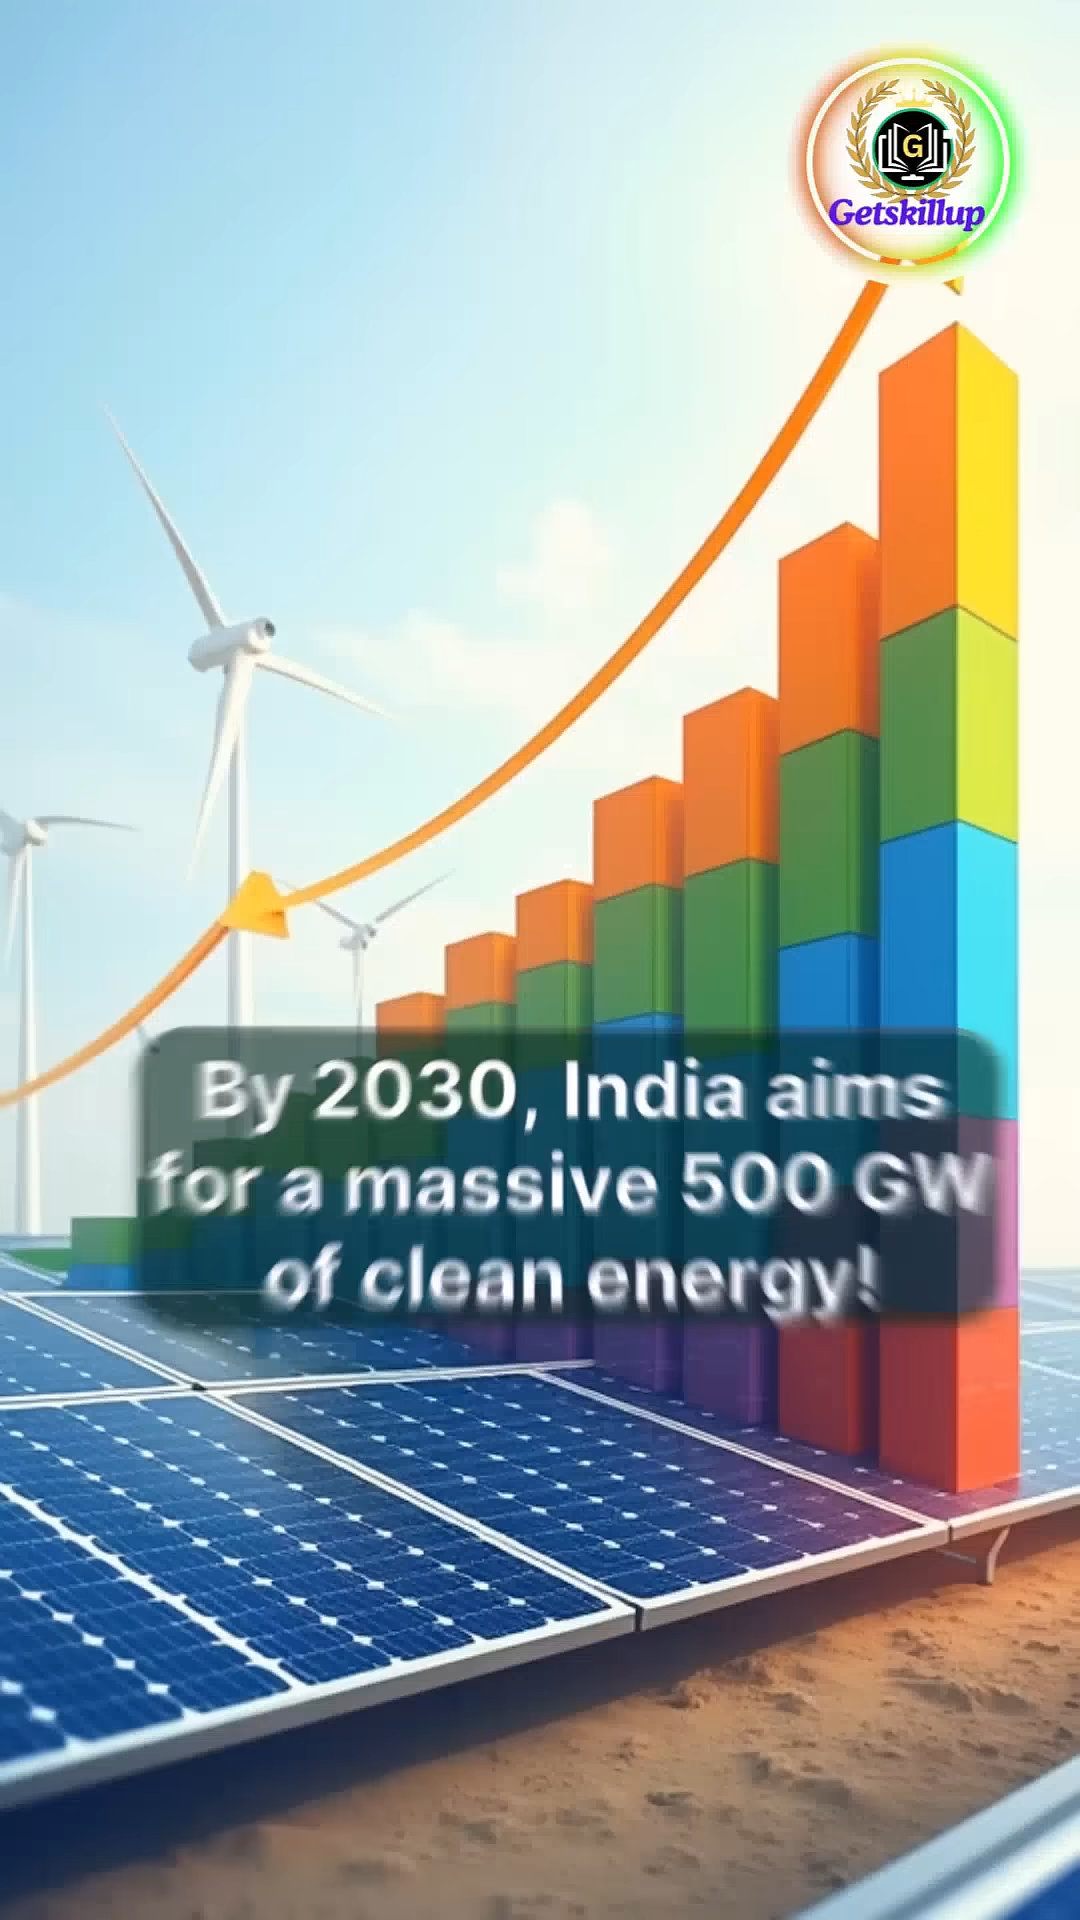 G
Getskillup
By 2030, India aims
for a massive 500 GW
of clean energy!